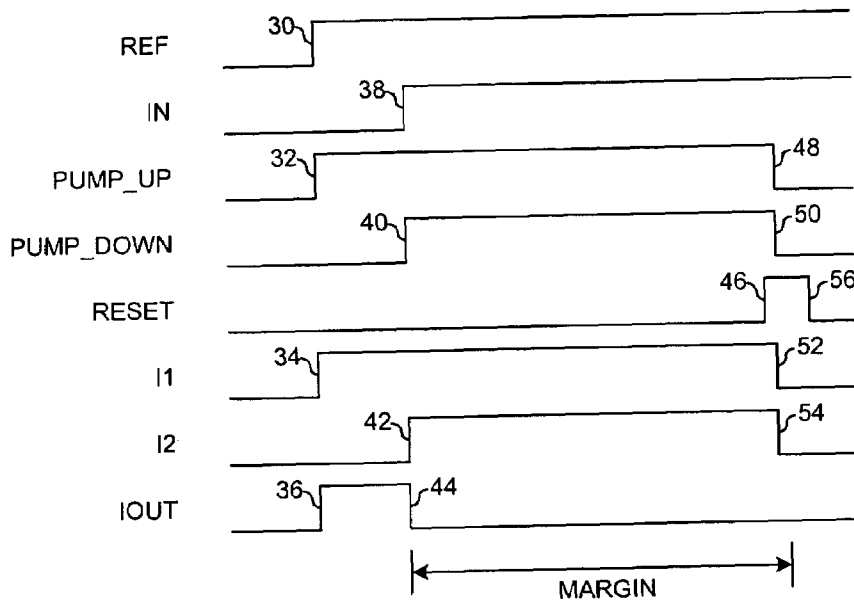 REF 30
IN 38
PUMP_UP 32 48
PUMP_DOWN 40 50
RESET 46 56
I1 34 52
I2 42 54
IOUT 36 44
MARGIN